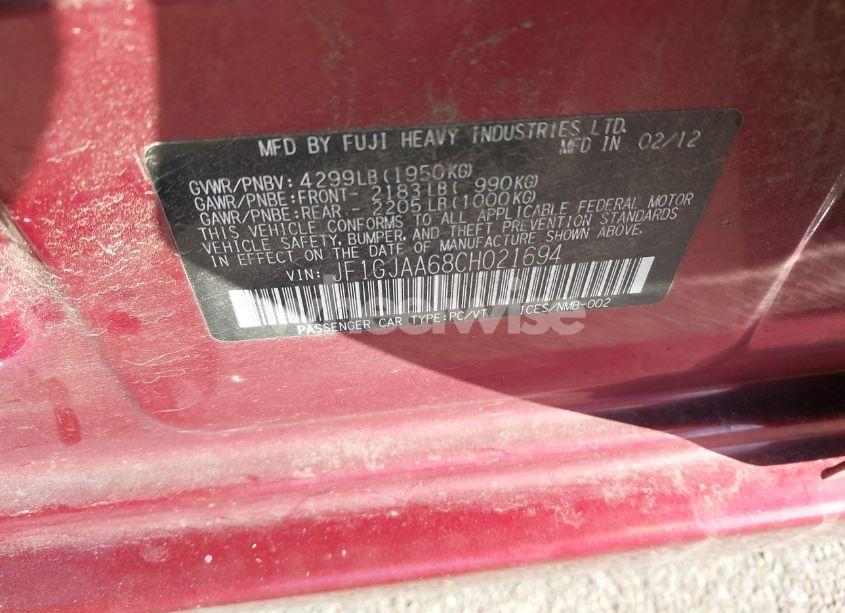 MFD BY FUJI HEAVY INDUSTRIES LTD.
MFD IN 02/12
GVWR/PNBV: 4299LB(1950KG)
GAWR/PNBE:FRONT- 2183LB( 990KG)
GAWR/PNBE:REAR - 2205LB(1000KG)
THIS VEHICLE CONFORMS TO ALL APPLICABLE FEDERAL MOTOR
VEHICLE SAFETY, BUMPER, AND THEFT PREVENTION STANDARDS
IN EFFECT ON THE DATE OF MANUFACTURE SHOWN ABOVE.
VIN: JF1GJAA68CH021694
PASSENGER CAR TYPE:PC/VT ICES/NMB-002